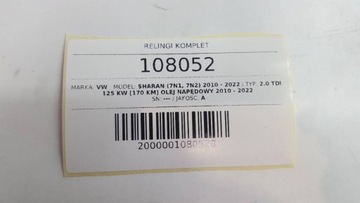 RELINGI KOMPLET
108052
MARKA: VW MODEL: SHARAN (7N1, 7N2) 2010 - 2022 ; TYP: 2.0 TDI
125 KW [170 KM] OLEJ NAPĘDOWY 2010 - 2022
SN: --- / JAKOŚĆ: A
2000001080520